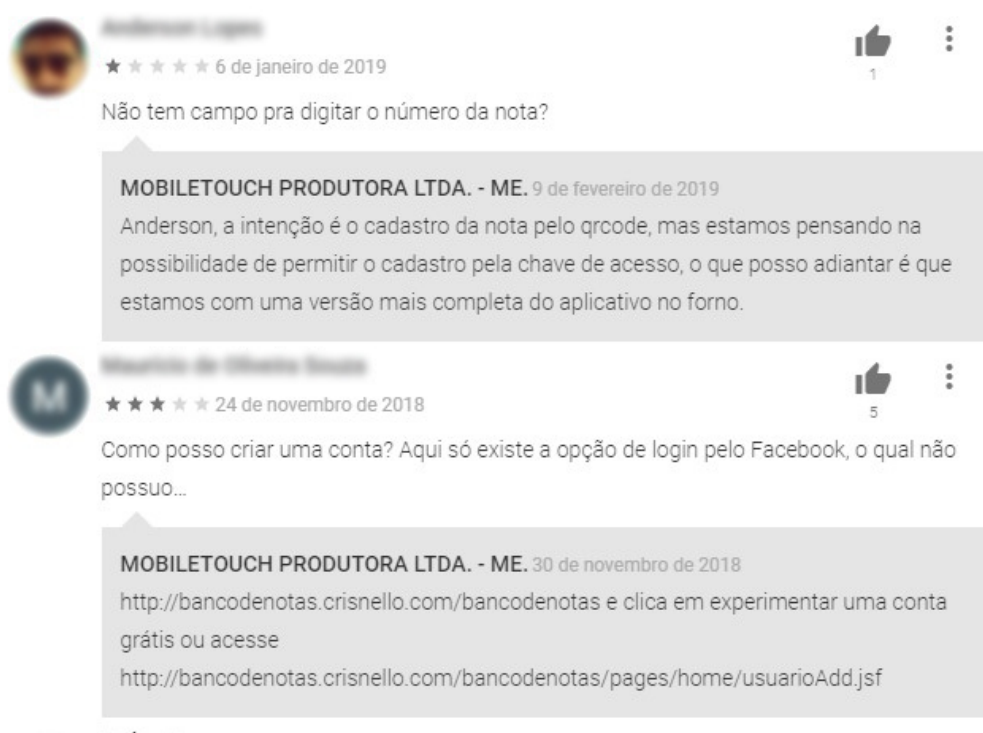 6 de janeiro de 2019
1
Não tem campo pra digitar o número da nota?
MOBILETOUCH PRODUTORA LTDA. - ME. 9 de fevereiro de 2019
Anderson, a intenção é o cadastro da nota pelo qrcode, mas estamos pensando na
possibilidade de permitir o cadastro pela chave de acesso, o que posso adiantar é que
estamos com uma versão mais completa do aplicativo no forno.
M
24 de novembro de 2018
5
Como posso criar uma conta? Aqui só existe a opção de login pelo Facebook, o qual não
possuo...
MOBILETOUCH PRODUTORA LTDA. - ME. 30 de novembro de 2018
http://bancodenotas.crisnello.com/bancodenotas e clica em experimentar uma conta
grátis ou acesse
http://bancodenotas.crisnello.com/bancodenotas/pages/home/usuarioAdd.jsf